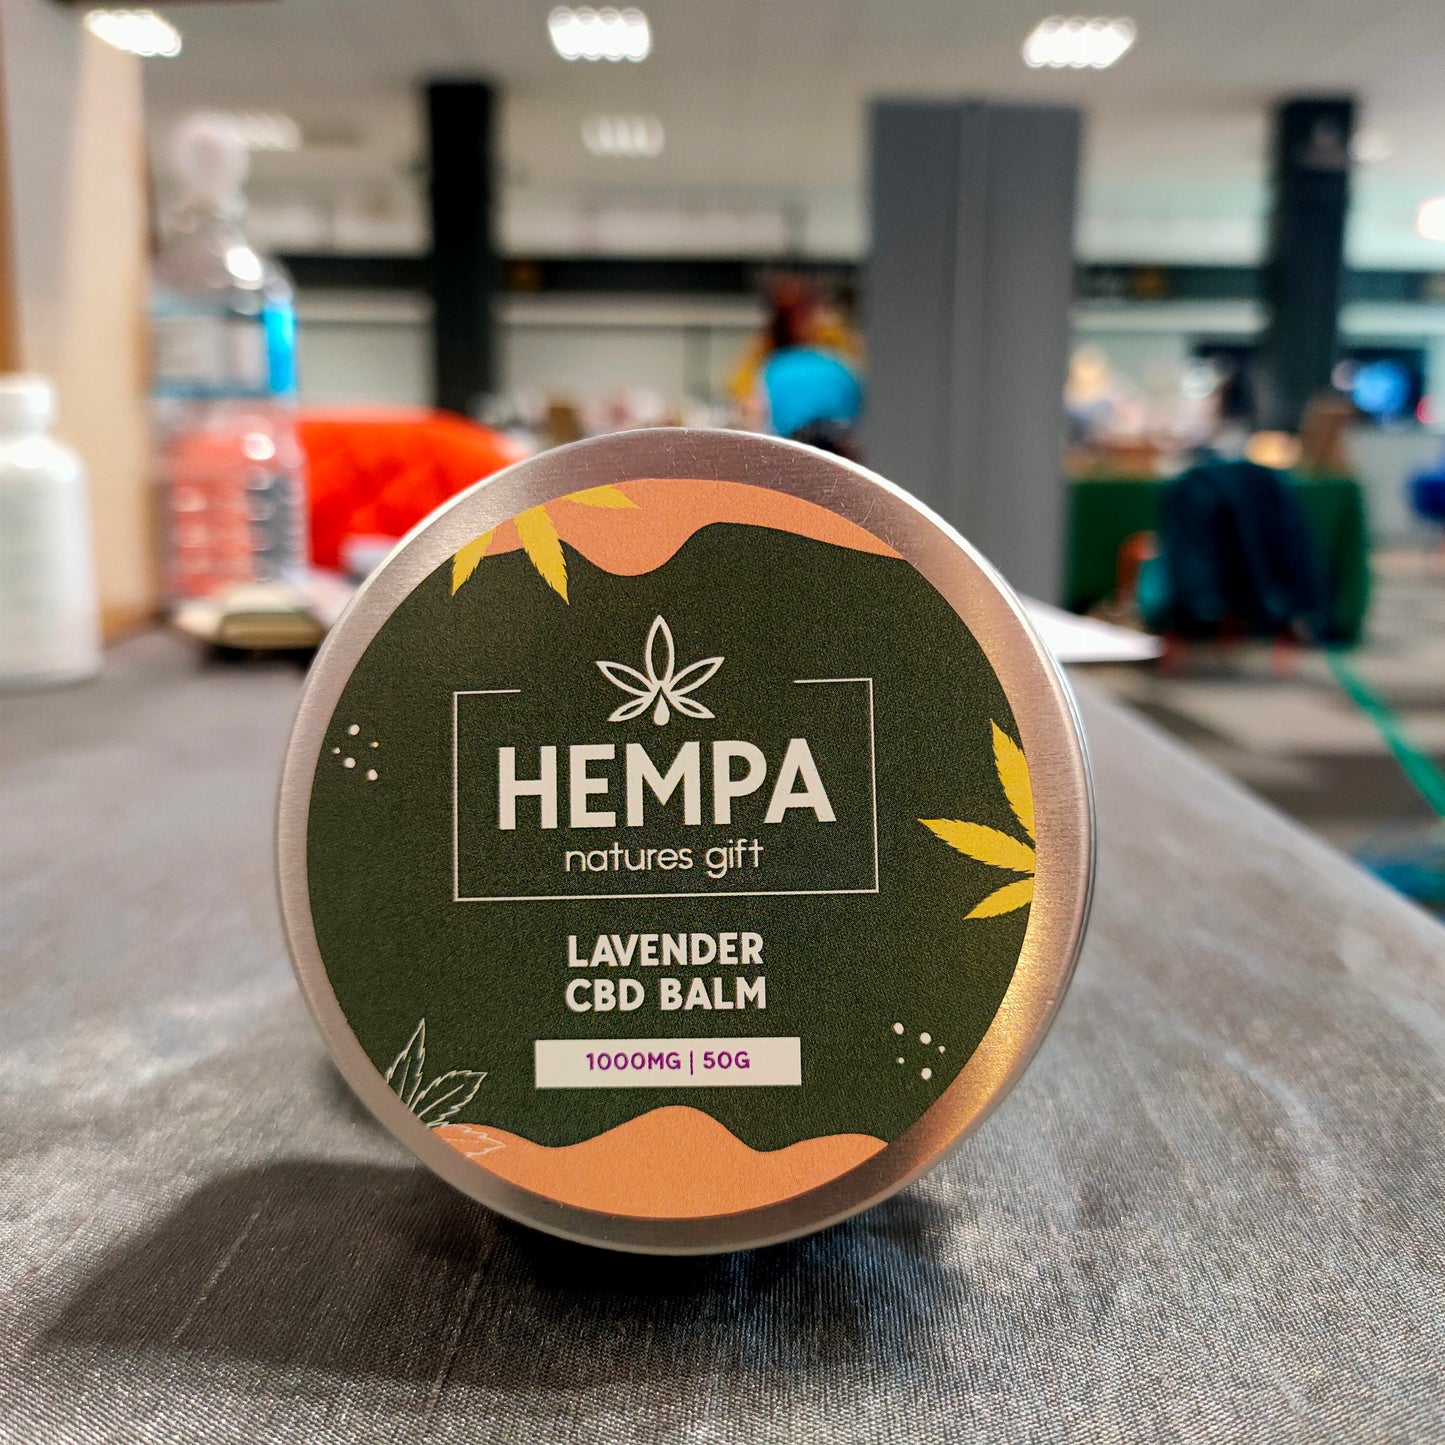 HEMPA
natures gift
LAVENDER
CBD BALM
1000MG | 50G